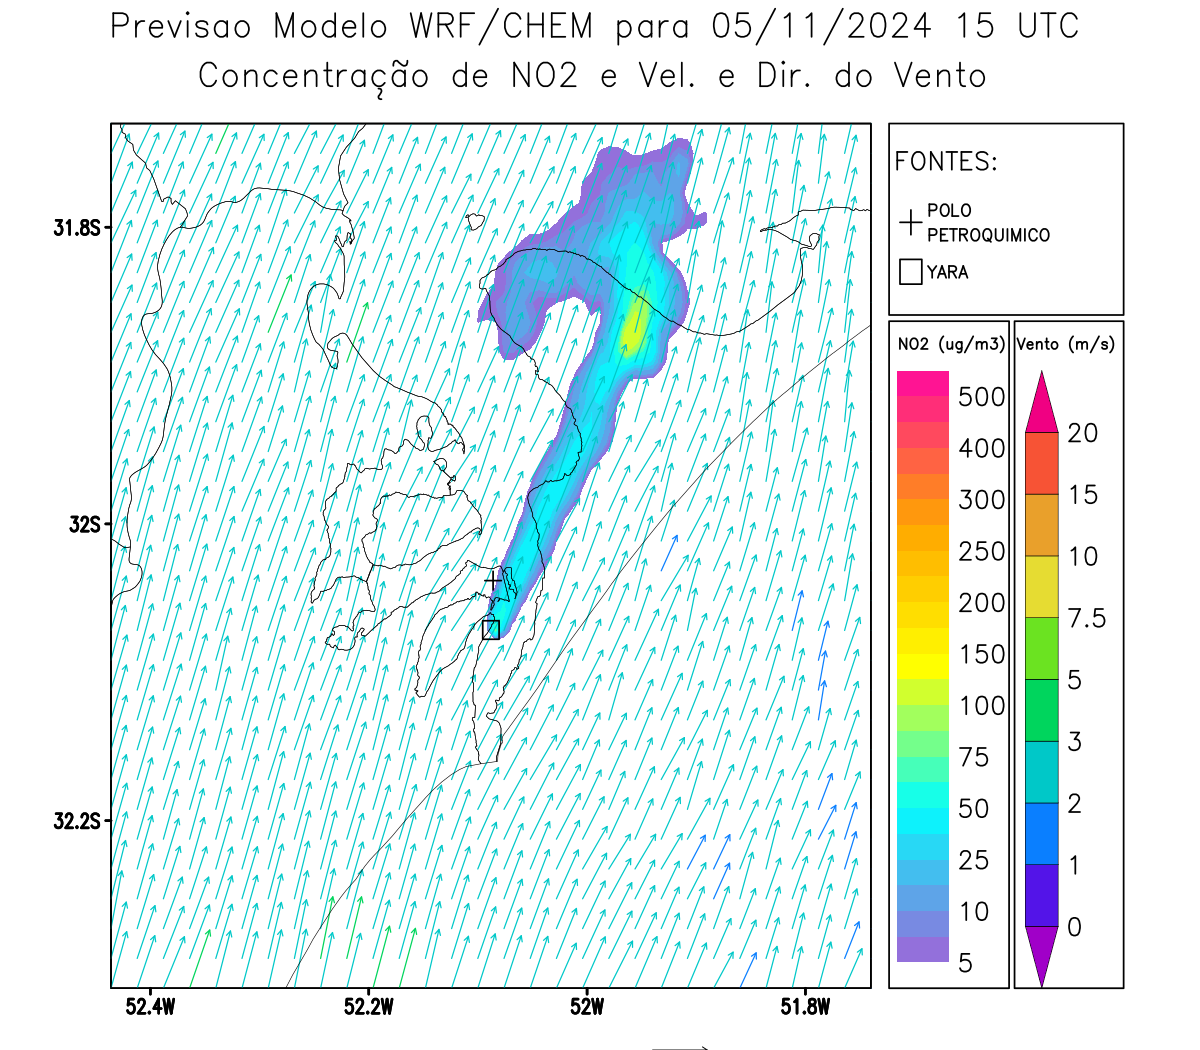 Previsao Modelo WRF/CHEM para 05/11/2024 15 UTC
Concentração de NO2 e Vel. e Dir. do Vento
FONTES:
POLO
PETROQUIMICO
YARA
31.8S
32S
32.2S
52.4W
52.2W
52W
51.8W
NO2 (ug/m3)
500
400
300
250
200
150
100
75
50
25
10
5
Vento (m/s)
20
15
10
7.5
5
3
2
1
0